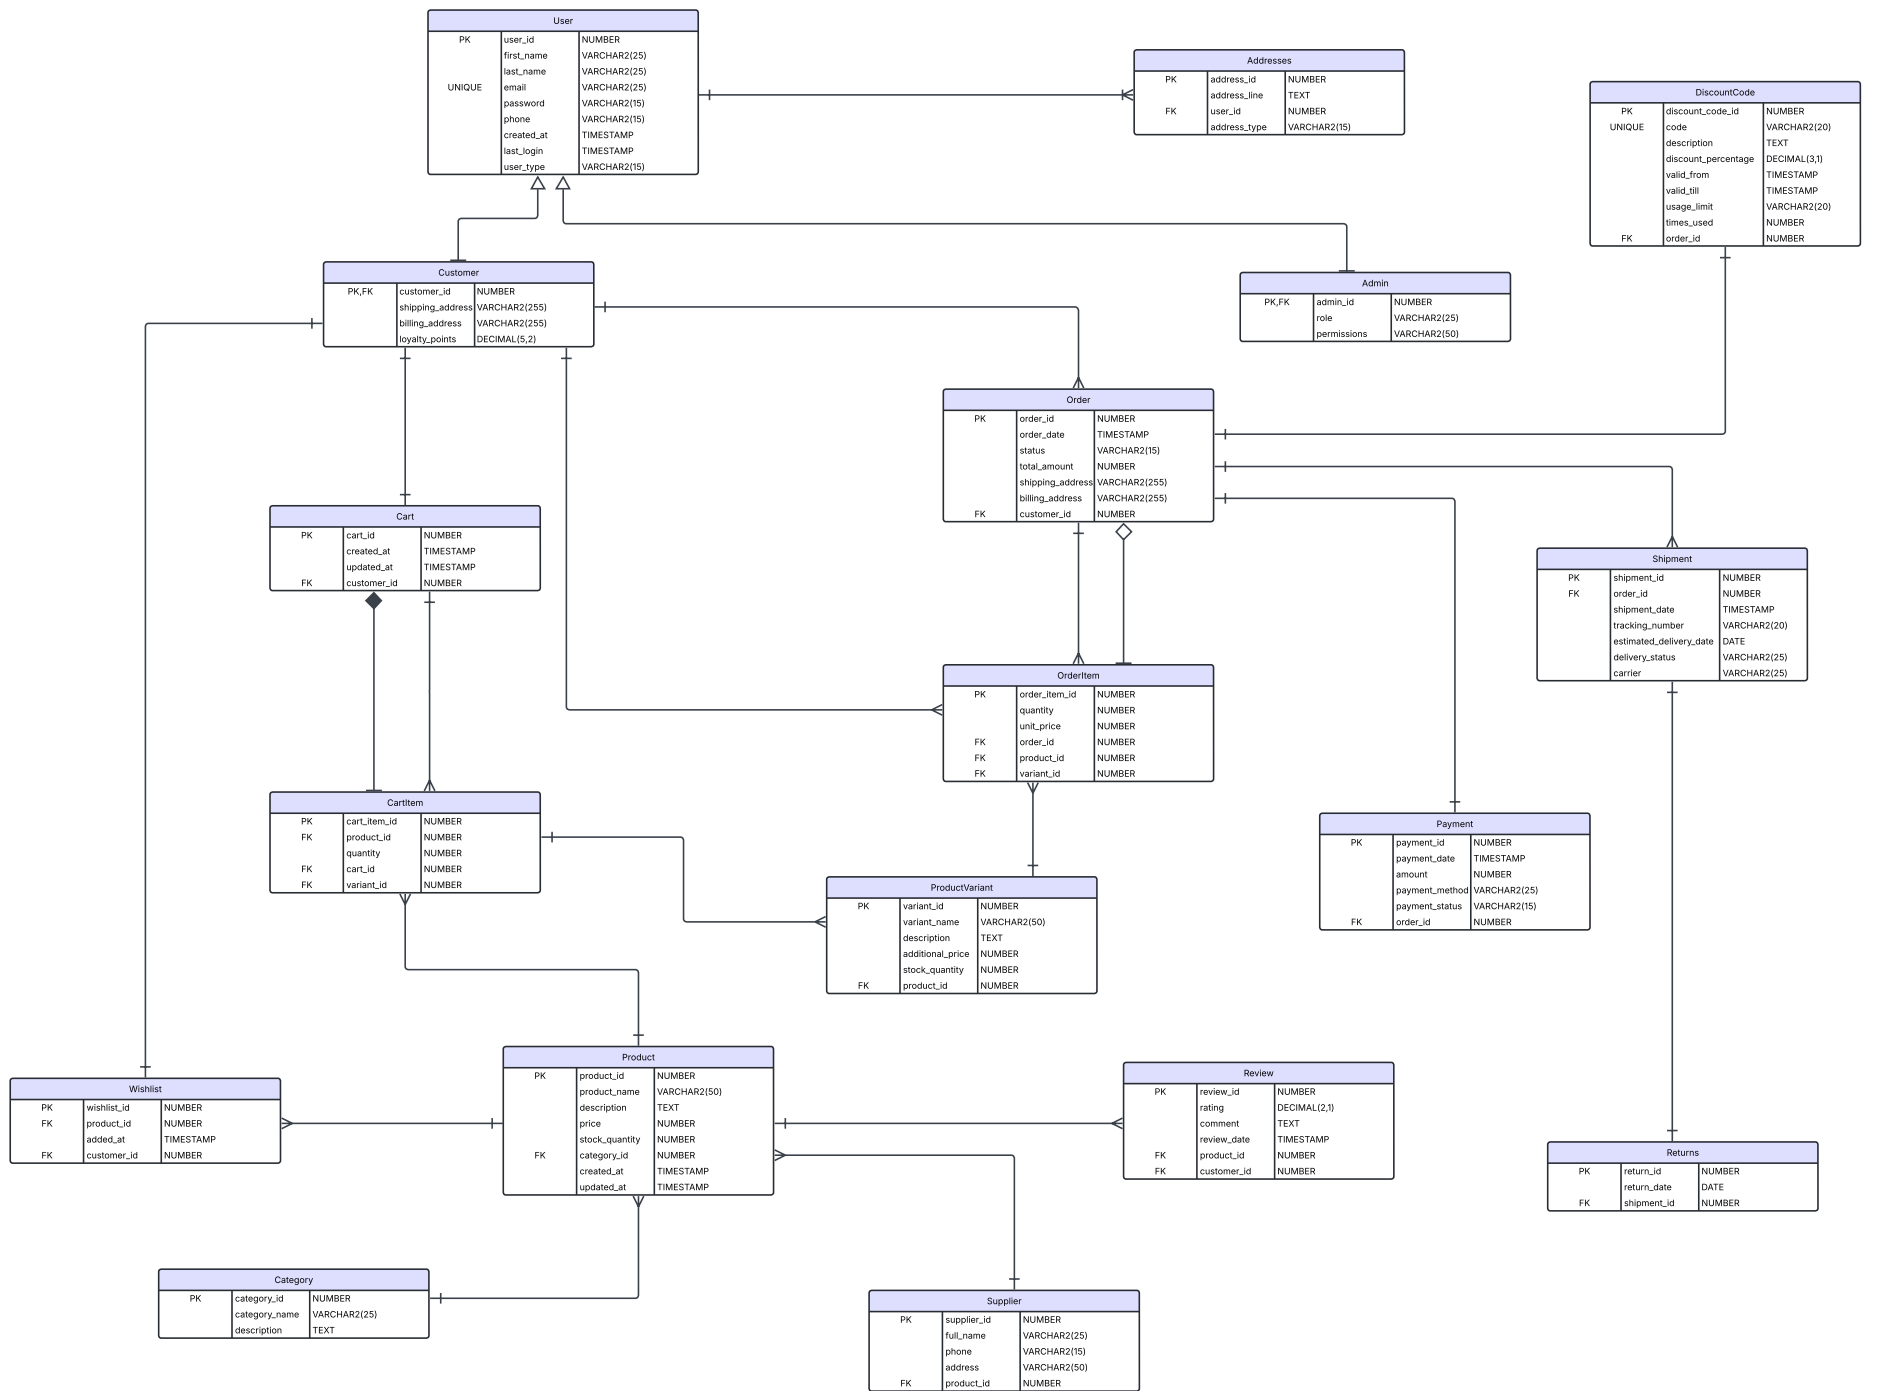 User
PK user_id NUMBER
first_name VARCHAR2(25)
last_name VARCHAR2(25)
UNIQUE email VARCHAR2(25)
password VARCHAR2(15)
phone VARCHAR2(15)
created_at TIMESTAMP
last_login TIMESTAMP
user_type VARCHAR2(15)
Addresses
PK address_id NUMBER
address_line TEXT
FK user_id NUMBER
address_type VARCHAR2(15)
DiscountCode
PK discount_code_id NUMBER
UNIQUE code VARCHAR2(20)
description TEXT
discount_percentage DECIMAL(3,1)
valid_from TIMESTAMP
valid_till TIMESTAMP
usage_limit VARCHAR2(20)
times_used NUMBER
FK order_id NUMBER
Customer
PK,FK customer_id NUMBER
shipping_address VARCHAR2(255)
billing_address VARCHAR2(255)
loyalty_points DECIMAL(5,2)
Admin
PK,FK admin_id NUMBER
role VARCHAR2(25)
permissions VARCHAR2(50)
Order
PK order_id NUMBER
order_date TIMESTAMP
status VARCHAR2(15)
total_amount NUMBER
shipping_address VARCHAR2(255)
billing_address VARCHAR2(255)
FK customer_id NUMBER
Cart
PK cart_id NUMBER
created_at TIMESTAMP
updated_at TIMESTAMP
FK customer_id NUMBER
Shipment
PK shipment_id NUMBER
FK order_id NUMBER
shipment_date TIMESTAMP
tracking_number VARCHAR2(20)
estimated_delivery_date DATE
delivery_status VARCHAR2(25)
carrier VARCHAR2(25)
OrderItem
PK order_item_id NUMBER
quantity NUMBER
unit_price NUMBER
FK order_id NUMBER
FK product_id NUMBER
FK variant_id NUMBER
CartItem
PK cart_item_id NUMBER
FK product_id NUMBER
quantity NUMBER
FK cart_id NUMBER
FK variant_id NUMBER
Payment
PK payment_id NUMBER
payment_date TIMESTAMP
amount NUMBER
payment_method VARCHAR2(25)
payment_status VARCHAR2(15)
FK order_id NUMBER
ProductVariant
PK variant_id NUMBER
variant_name VARCHAR2(50)
description TEXT
additional_price NUMBER
stock_quantity NUMBER
FK product_id NUMBER
Wishlist
PK wishlist_id NUMBER
FK product_id NUMBER
added_at TIMESTAMP
FK customer_id NUMBER
Product
PK product_id NUMBER
product_name VARCHAR2(50)
description TEXT
price NUMBER
stock_quantity NUMBER
FK category_id NUMBER
created_at TIMESTAMP
updated_at TIMESTAMP
Review
PK review_id NUMBER
rating DECIMAL(2,1)
comment TEXT
review_date TIMESTAMP
FK product_id NUMBER
FK customer_id NUMBER
Returns
PK return_id NUMBER
return_date DATE
FK shipment_id NUMBER
Category
PK category_id NUMBER
category_name VARCHAR2(25)
description TEXT
Supplier
PK supplier_id NUMBER
full_name VARCHAR2(25)
phone VARCHAR2(15)
address VARCHAR2(50)
FK product_id NUMBER